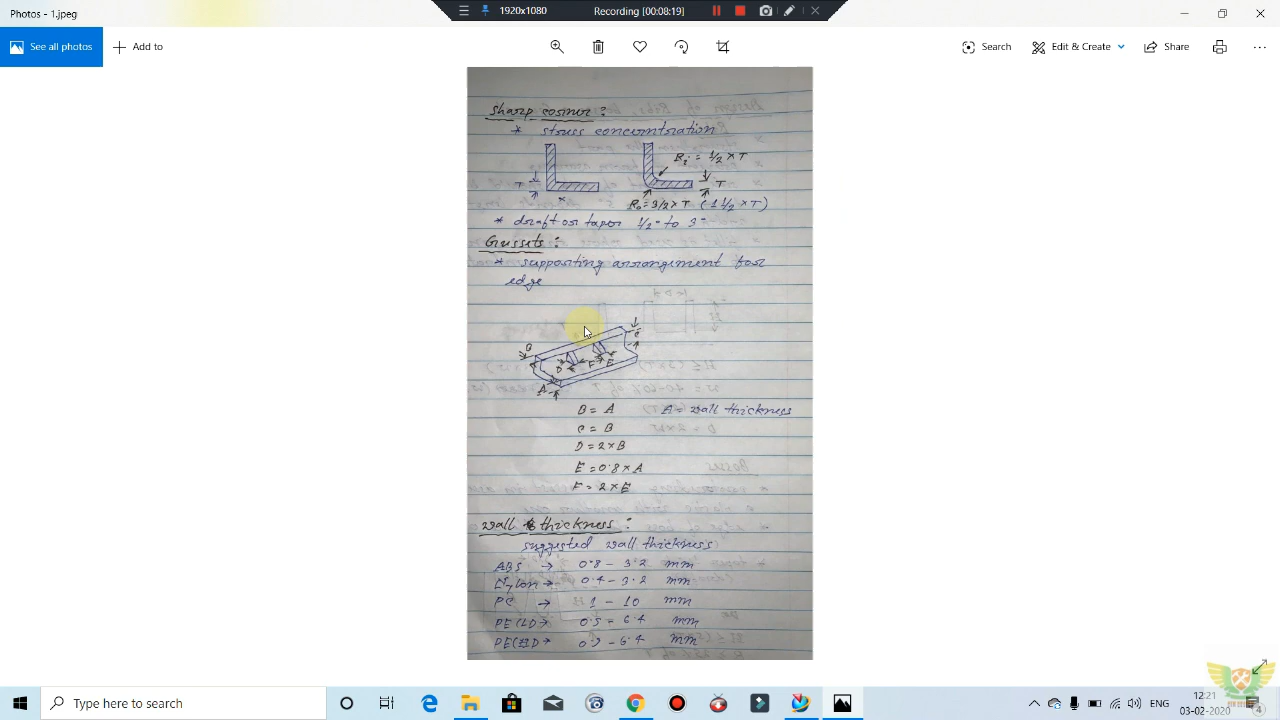 Photos - 1.jpeg
1920x1080
Recording [00:08:19]
See all photos
Add to
Search
Edit & Create
Share
Sharp corner :
* stress concentration
Ri = 1/2 × T
T
T
Ro = 3/2 × T (1 1/2 × T)
* draft or taper 1/2° to 3°
Gussets :
* supporting arrangement for
edge
B
C
D
F
E
A
B = A
A = wall thickness
C = B
D = 2×B
E = 0.8 × A
F = 2 × E
wall thickness :
suggested wall thickness
ABS → 0.8 – 3.2 mm
Nylon → 0.4 – 3.2 mm
PC → 1 – 10 mm
PE(LD → 0.5 – 6.4 mm
PE(HD → 0.9 – 6.4 mm
Type here to search
ENG
12:21
03-02-2020